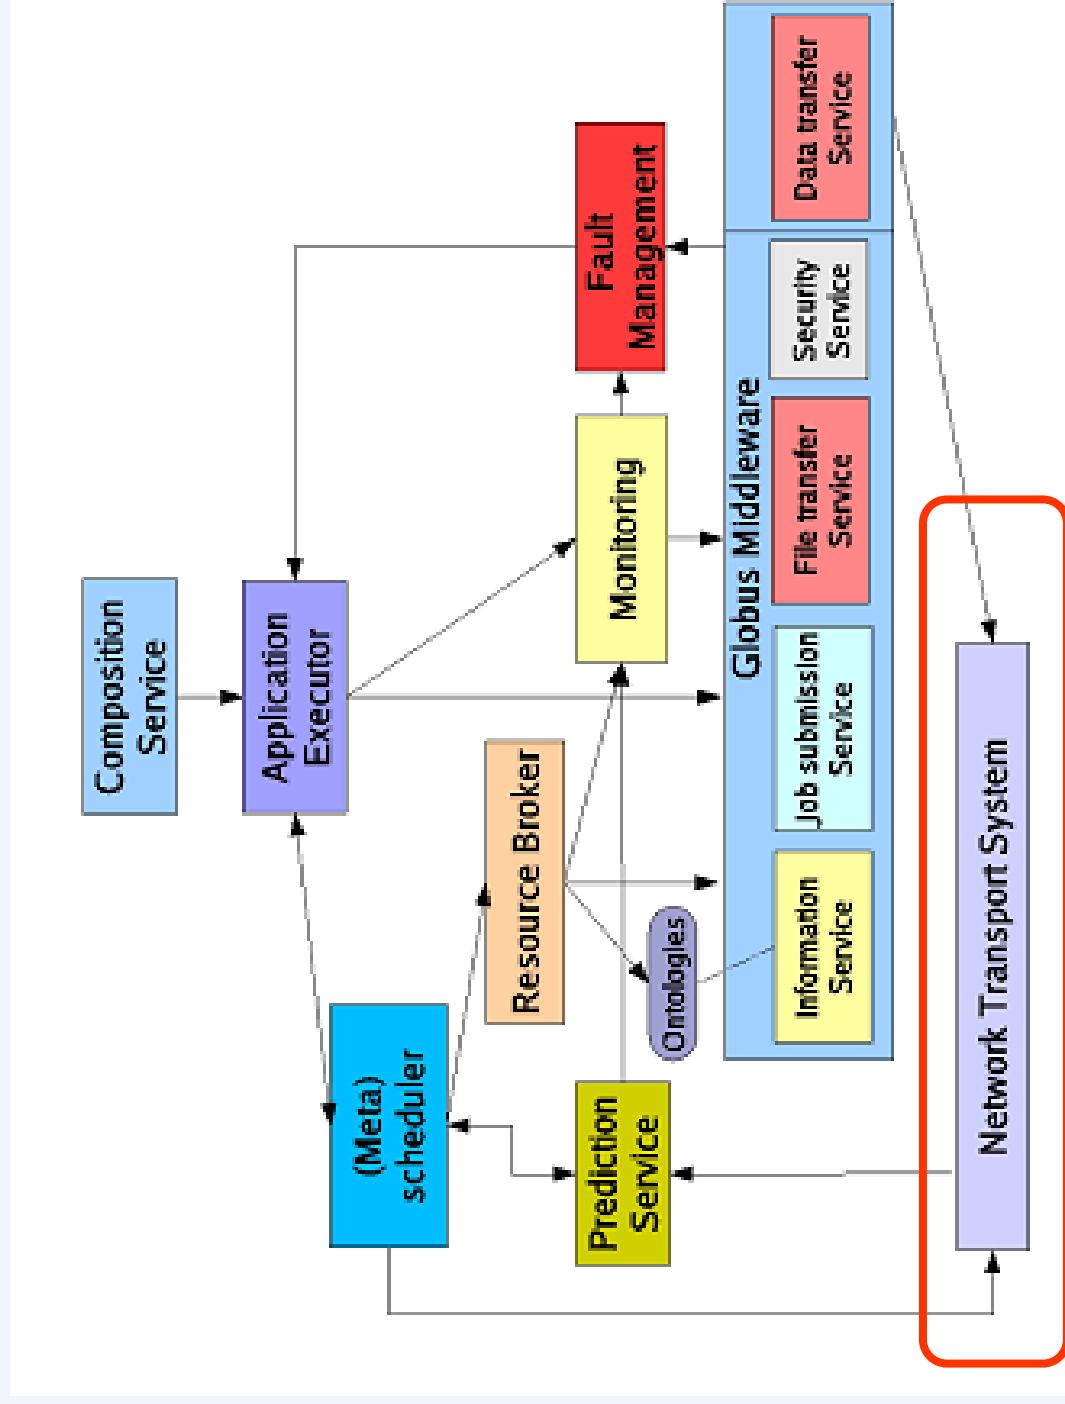 Composition
Service
Application
Executor
(Meta)
scheduler
Resource Broker
Prediction
Service
Monitoring
Fault
Management
Ontologies
Globus Middleware
Information
Service
Job submission
Service
File transfer
Service
Security
Service
Data transfer
Service
Network Transport System